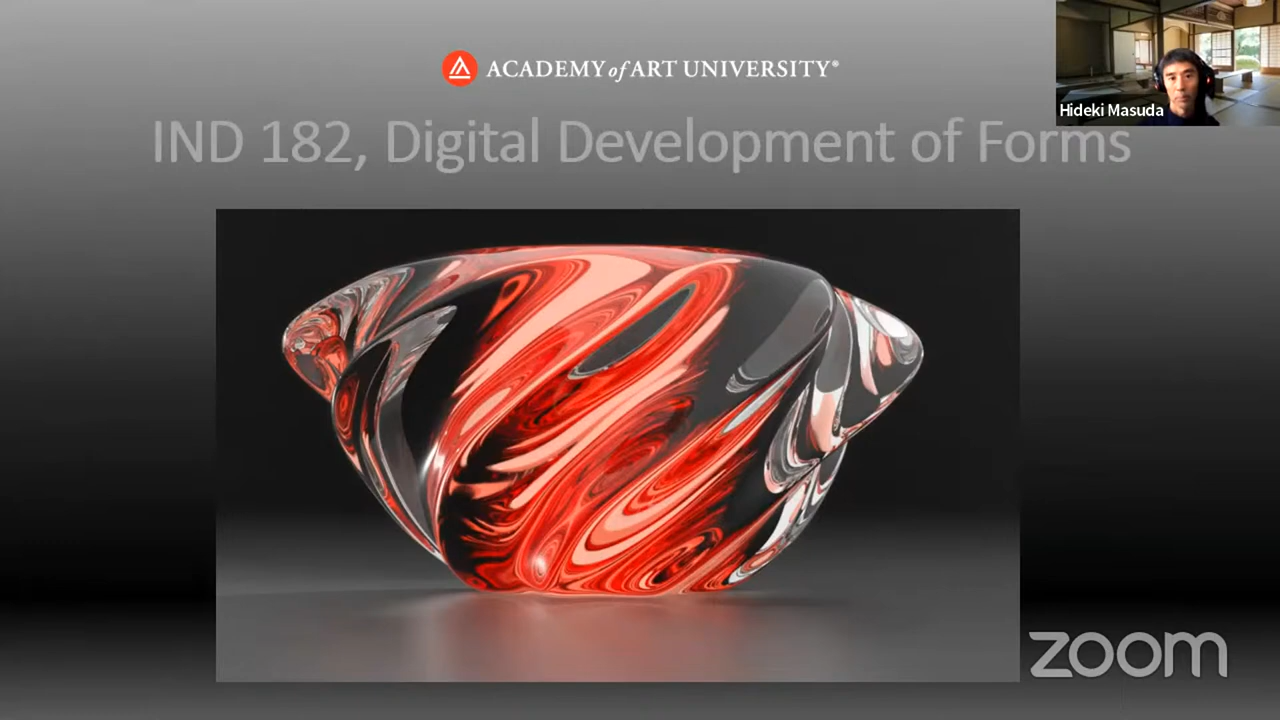 ACADEMY of ART UNIVERSITY®
Hideki Masuda
IND 182, Digital Development of Forms
zoom